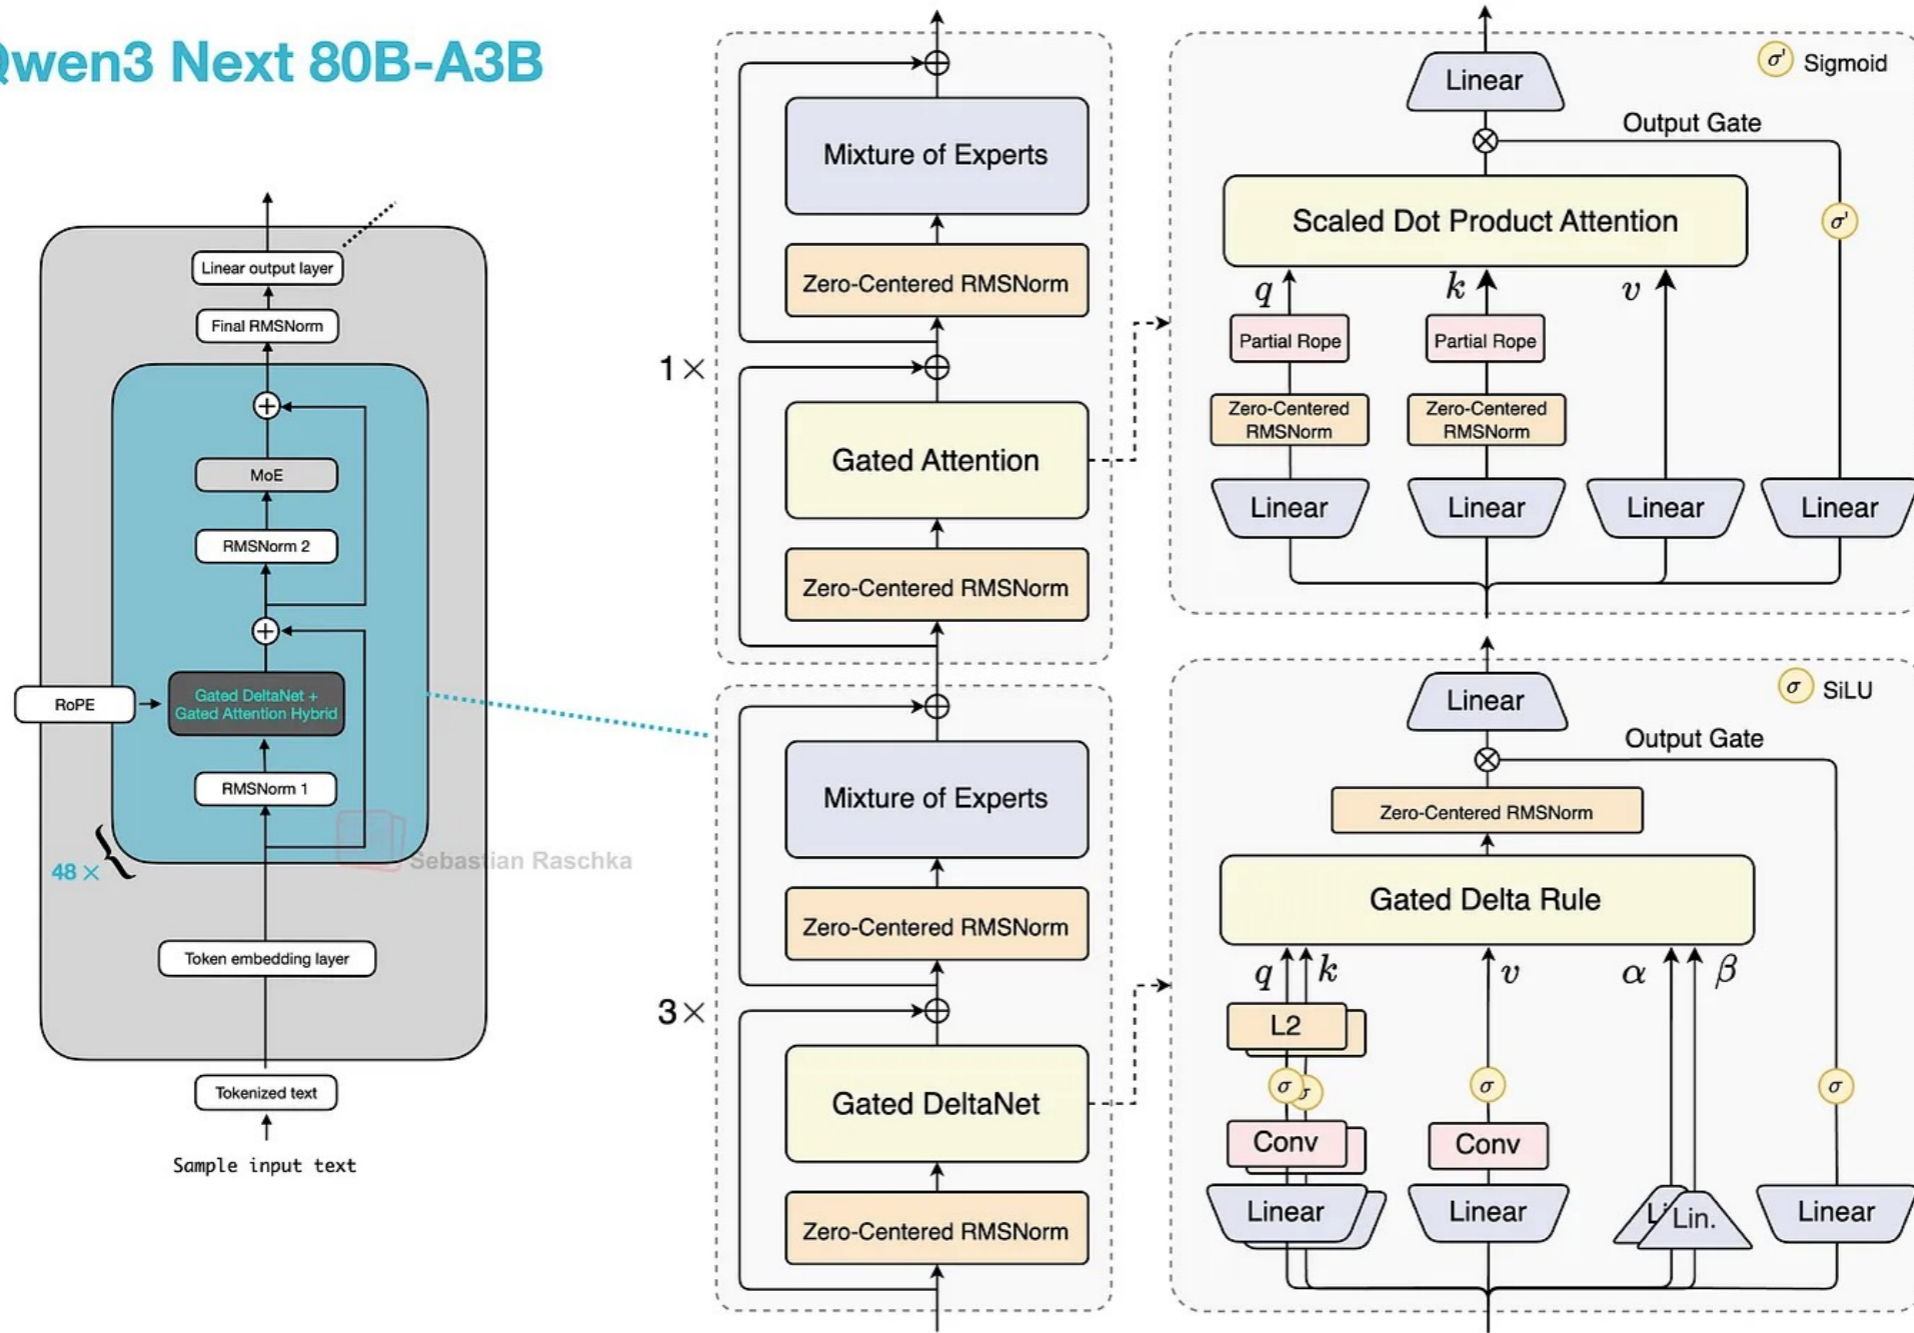 Qwen3 Next 80B-A3B
Linear output layer
Final RMSNorm
MoE
RMSNorm 2
RoPE
Gated DeltaNet +
Gated Attention Hybrid
RMSNorm 1
48 ×
Sebastian Raschka
Token embedding layer
Tokenized text
Sample input text
1×
Mixture of Experts
Zero-Centered RMSNorm
Gated Attention
Zero-Centered RMSNorm
3×
Mixture of Experts
Zero-Centered RMSNorm
Gated DeltaNet
Zero-Centered RMSNorm
σ' Sigmoid
Linear
Output Gate
Scaled Dot Product Attention
σ'
q k v
Partial Rope Partial Rope
Zero-Centered
RMSNorm
Zero-Centered
RMSNorm
Linear Linear Linear Linear
σ SiLU
Linear
Output Gate
Zero-Centered RMSNorm
Gated Delta Rule
q k v α β
L2
σ σ σ σ
Conv Conv
Linear Linear Lin. Linear